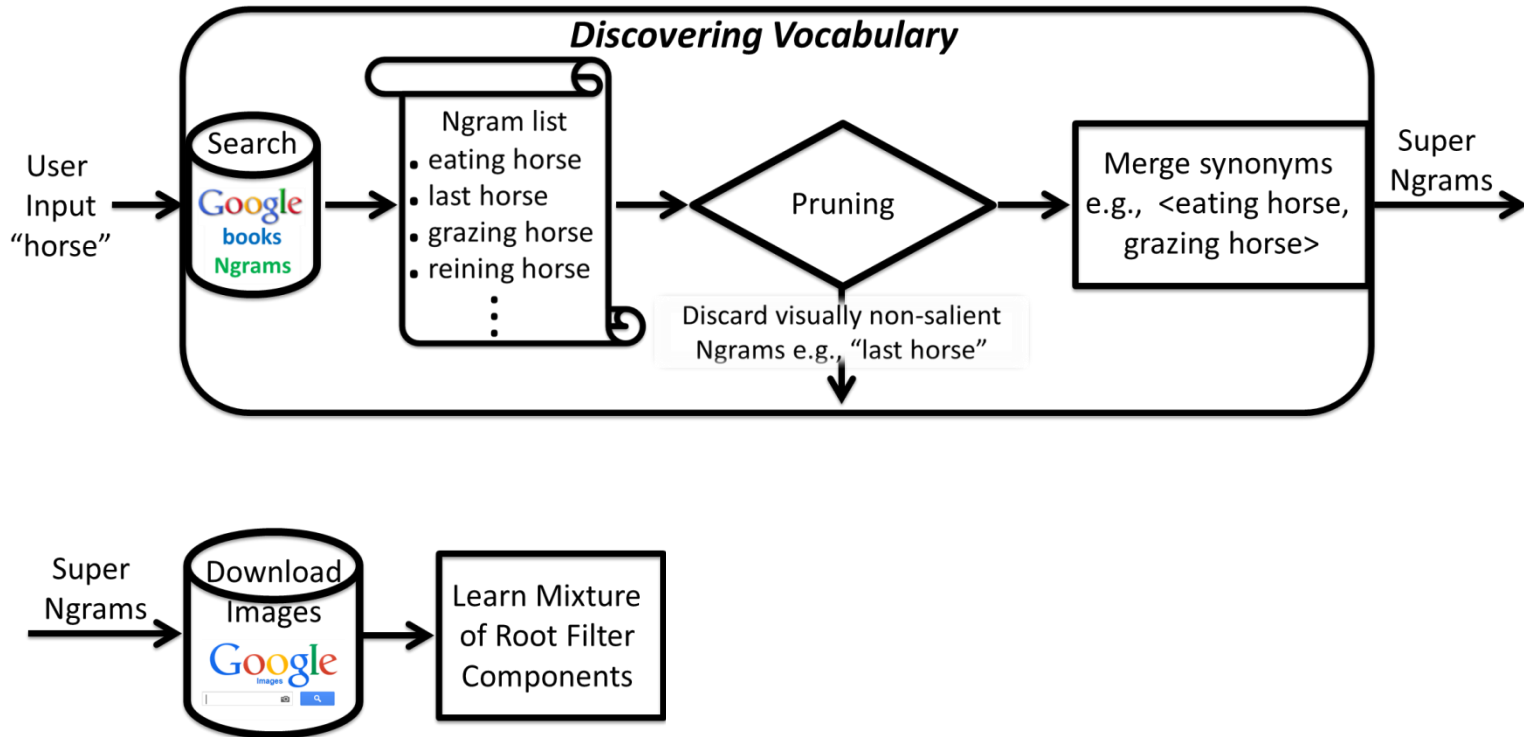 Discovering Vocabulary
User
Input
“horse”
Search
Google
books
Ngrams
Ngram list
▪ eating horse
▪ last horse
▪ grazing horse
▪ reining horse
Pruning
Discard visually non-salient
Ngrams e.g., “last horse”
Merge synonyms
e.g., <eating horse,
grazing horse>
Super
Ngrams
Super
Ngrams
Download
Images
Google
Images
Learn Mixture
of Root Filter
Components